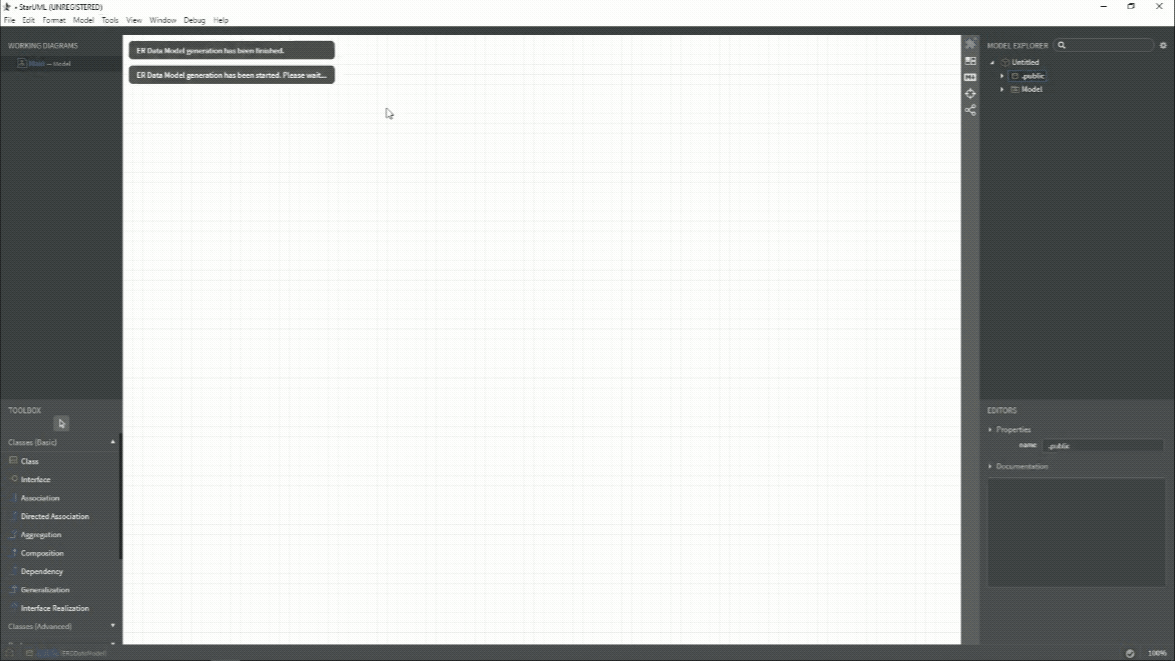 • StarUML (UNREGISTERED)
File Edit Format Model Tools View Window Debug Help
WORKING DIAGRAMS
Main — Model
ER Data Model generation has been finished.
ER Data Model generation has been started. Please wait...
MODEL EXPLORER
Untitled
.public
Model
TOOLBOX
Classes (Basic)
Class
Interface
Association
Directed Association
Aggregation
Composition
Dependency
Generalization
Interface Realization
Classes (Advanced)
EDITORS
Properties
name .public
Documentation
(ERDDataModel)
100%